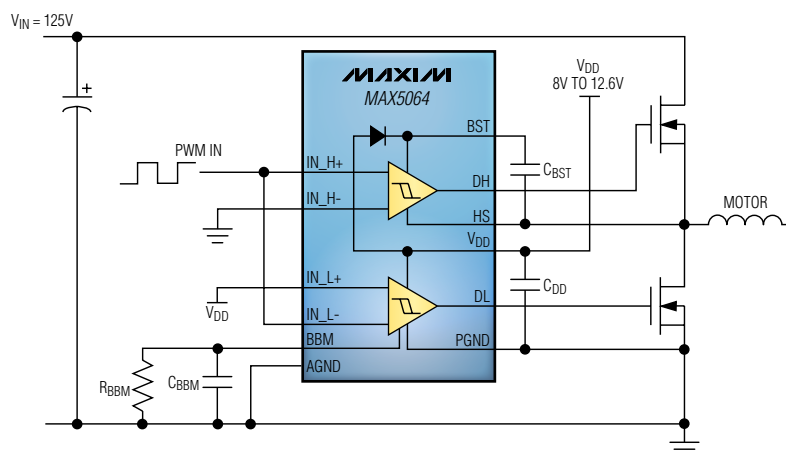 V_IN = 125V
+
MAXIM
MAX5064
V_DD
8V TO 12.6V
BST
PWM IN
IN_H+
C_BST
DH
IN_H-
HS
MOTOR
V_DD
IN_L+
C_DD
DL
V_DD
IN_L-
BBM
PGND
AGND
R_BBM
C_BBM